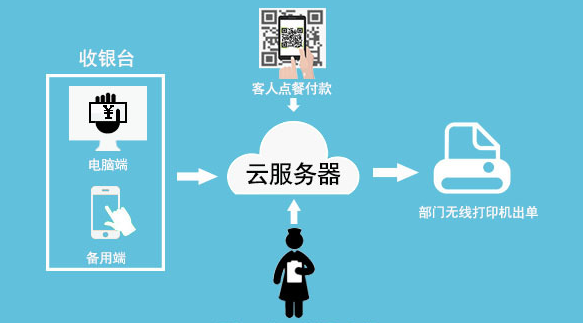 收银台
客人点餐付款
¥
电脑端
云服务器
备用端
部门无线打印机出单